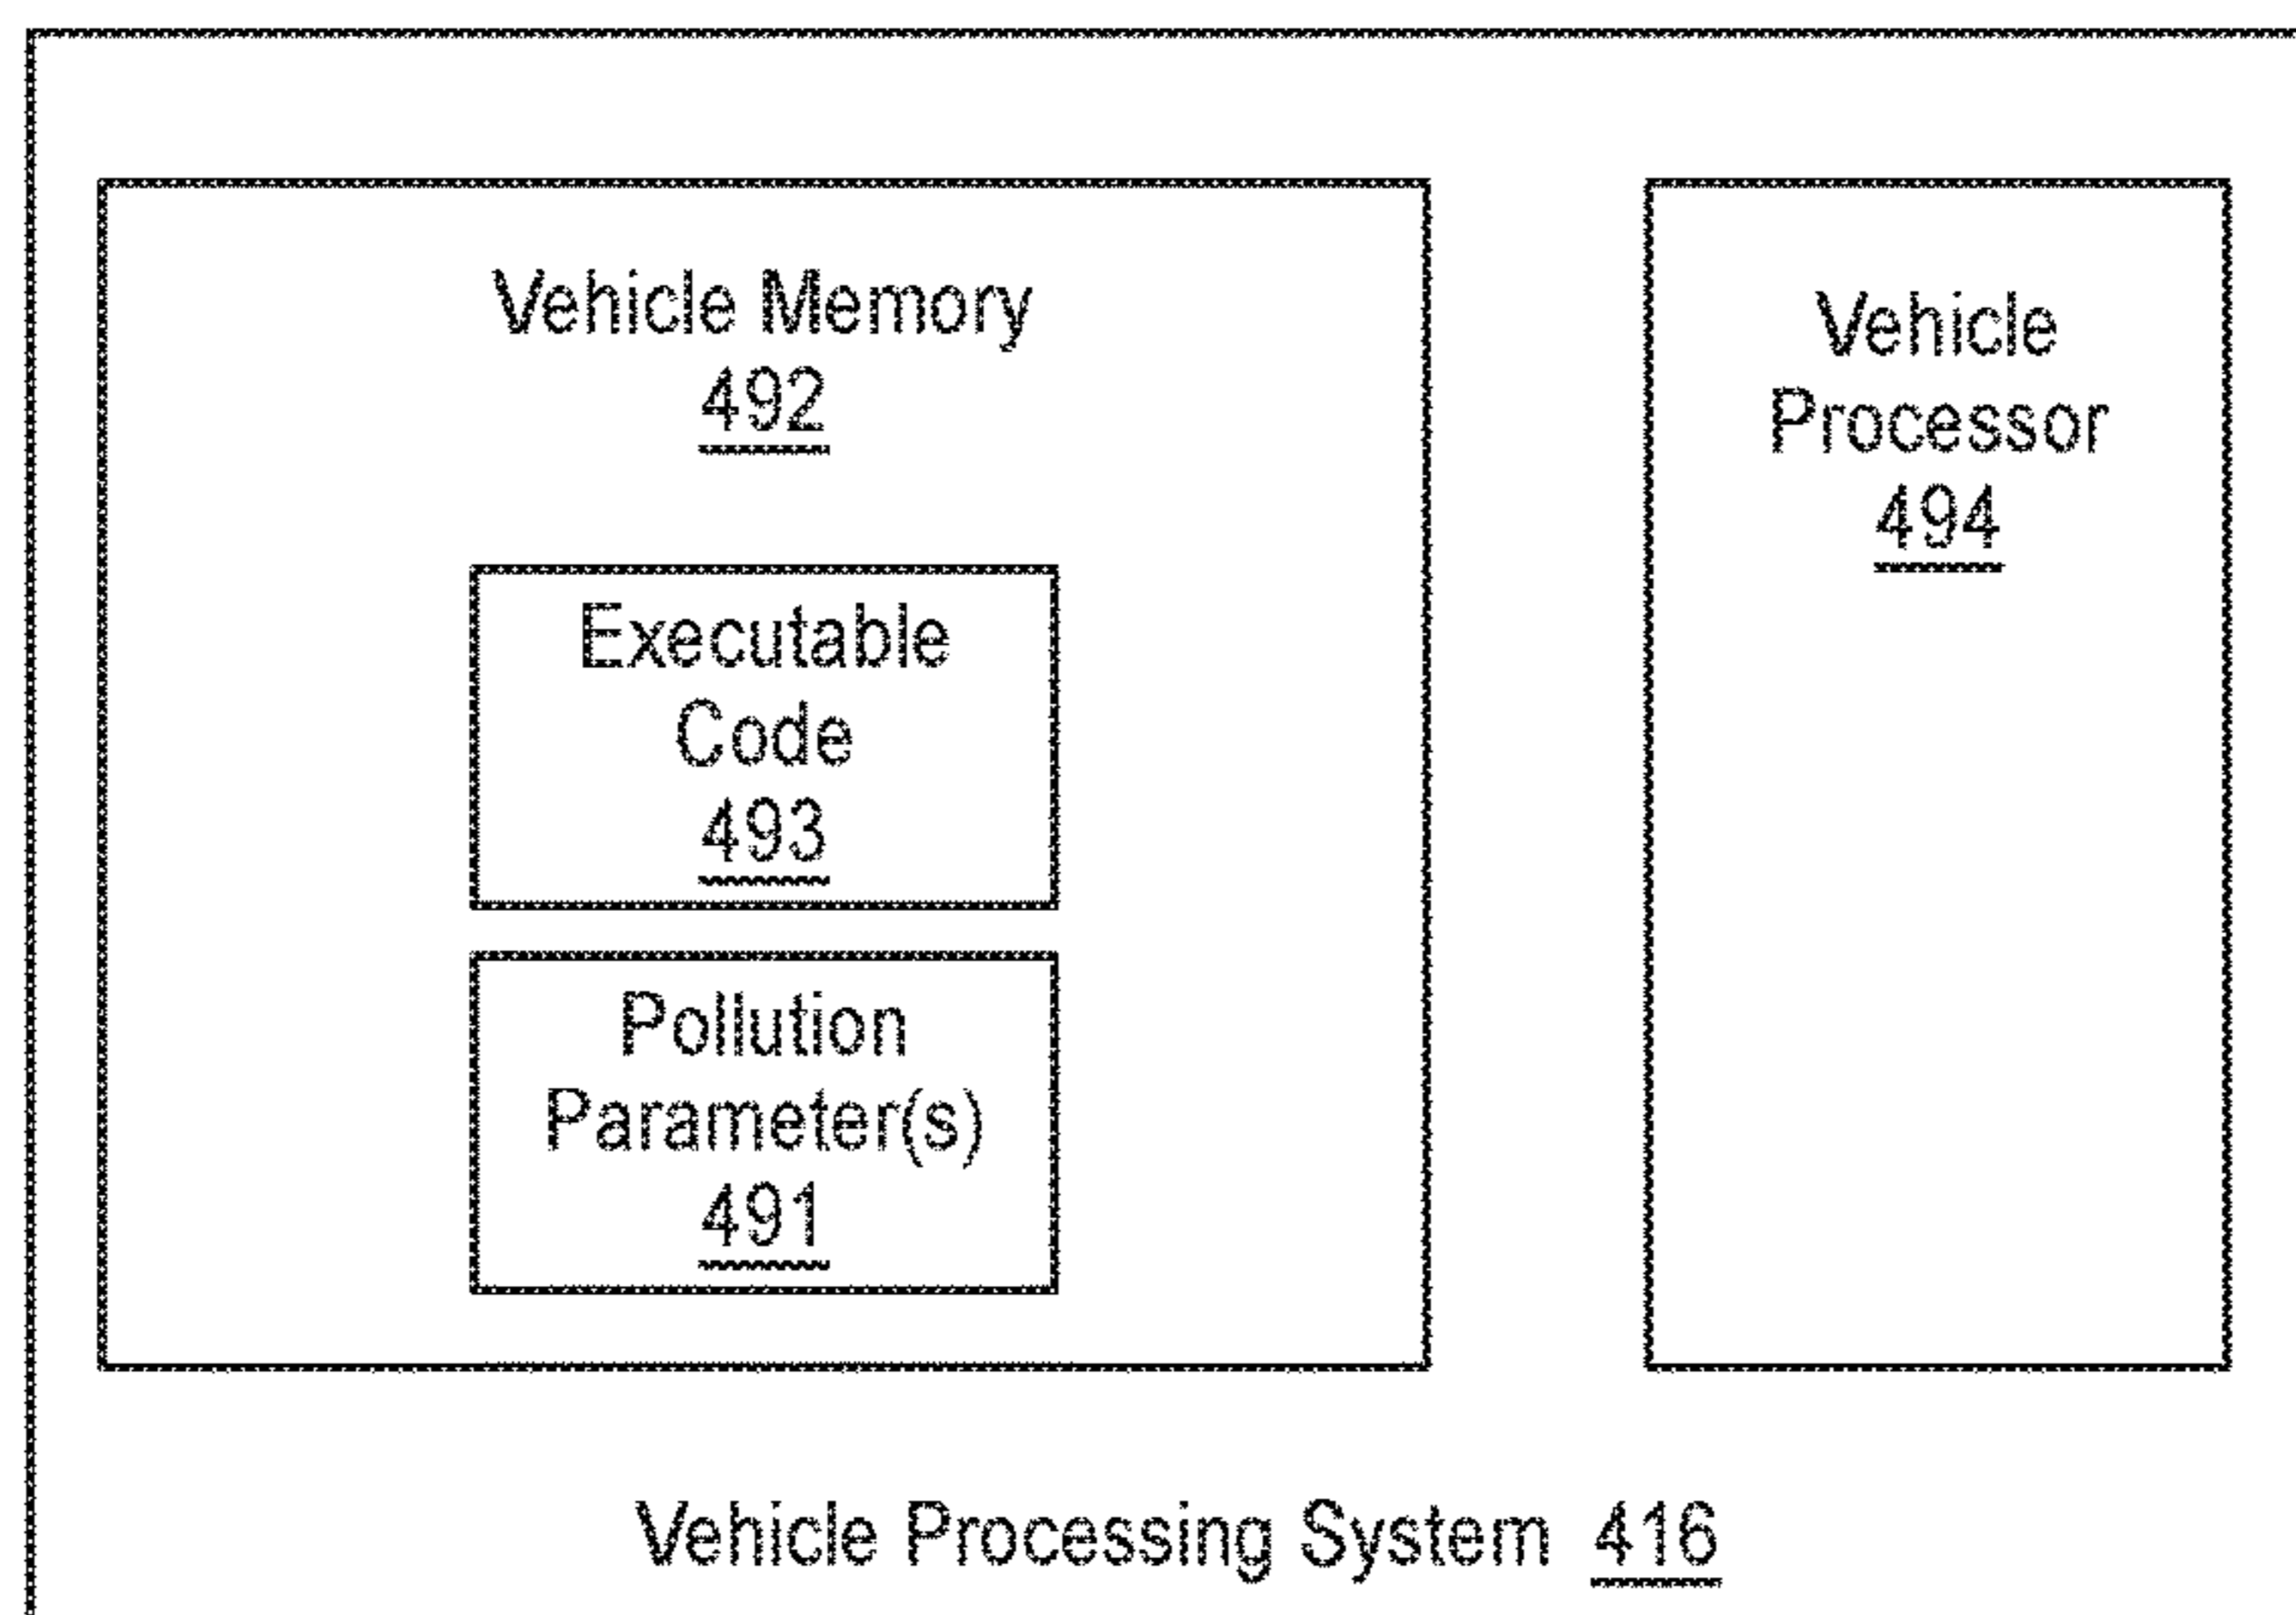 Vehicle Memory
492
Executable
Code
493
Pollution
Parameter(s)
491
Vehicle
Processor
494
Vehicle Processing System 416